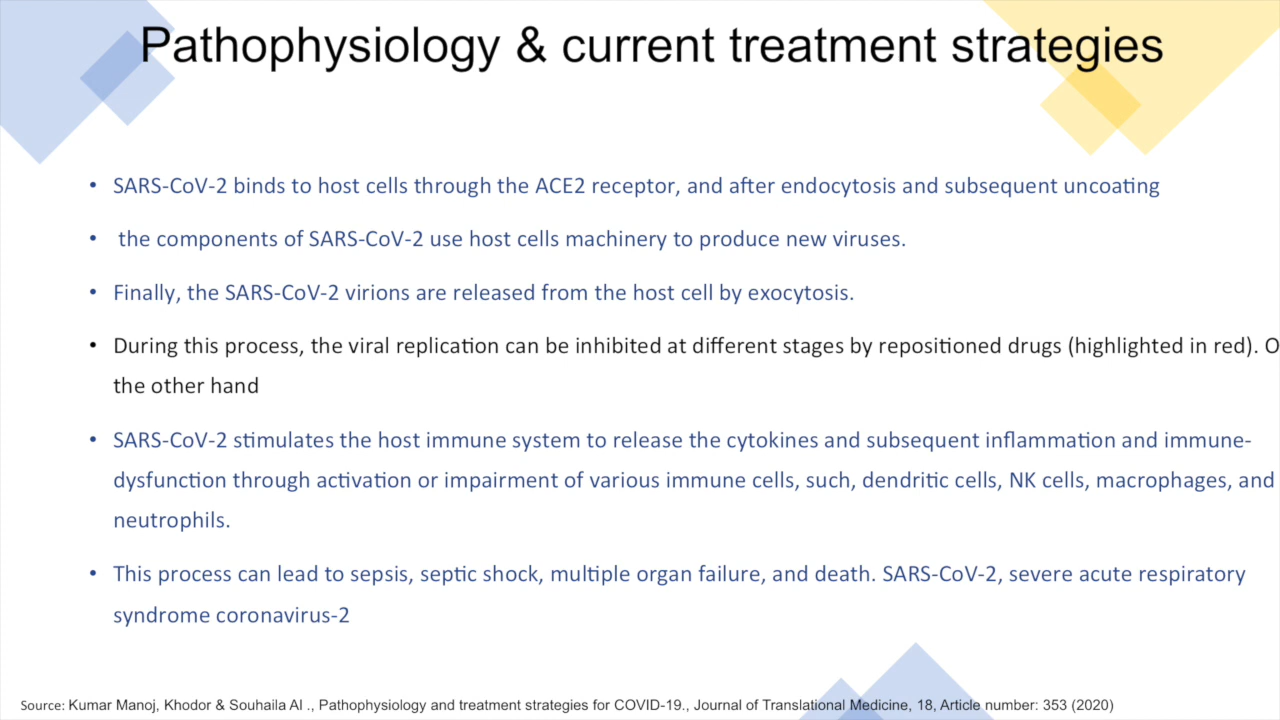 Pathophysiology & current treatment strategies
• SARS-CoV-2 binds to host cells through the ACE2 receptor, and after endocytosis and subsequent uncoating
• the components of SARS-CoV-2 use host cells machinery to produce new viruses.
• Finally, the SARS-CoV-2 virions are released from the host cell by exocytosis.
• During this process, the viral replication can be inhibited at different stages by repositioned drugs (highlighted in red). O
the other hand
• SARS-CoV-2 stimulates the host immune system to release the cytokines and subsequent inflammation and immune-
dysfunction through activation or impairment of various immune cells, such, dendritic cells, NK cells, macrophages, and
neutrophils.
• This process can lead to sepsis, septic shock, multiple organ failure, and death. SARS-CoV-2, severe acute respiratory
syndrome coronavirus-2
Source: Kumar Manoj, Khodor & Souhaila Al ., Pathophysiology and treatment strategies for COVID-19., Journal of Translational Medicine, 18, Article number: 353 (2020)